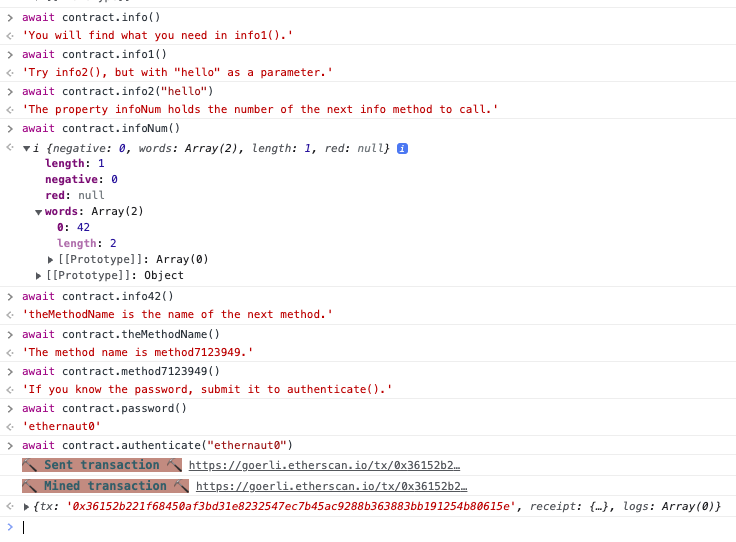 await contract.info()
'You will find what you need in info1().'
await contract.info1()
'Try info2(), but with "hello" as a parameter.'
await contract.info2("hello")
'The property infoNum holds the number of the next info method to call.'
await contract.infoNum()
i {negative: 0, words: Array(2), length: 1, red: null} i
length: 1
negative: 0
red: null
words: Array(2)
0: 42
length: 2
[[Prototype]]: Array(0)
[[Prototype]]: Object
await contract.info42()
'theMethodName is the name of the next method.'
await contract.theMethodName()
'The method name is method7123949.'
await contract.method7123949()
'If you know the password, submit it to authenticate().'
await contract.password()
'ethernaut0'
await contract.authenticate("ethernaut0")
Sent transaction https://goerli.etherscan.io/tx/0x36152b2…
Mined transaction https://goerli.etherscan.io/tx/0x36152b2…
{tx: '0x36152b221f68450af3bd31e8232547ec7b45ac9288b363883bb191254b80615e', receipt: {…}, logs: Array(0)}